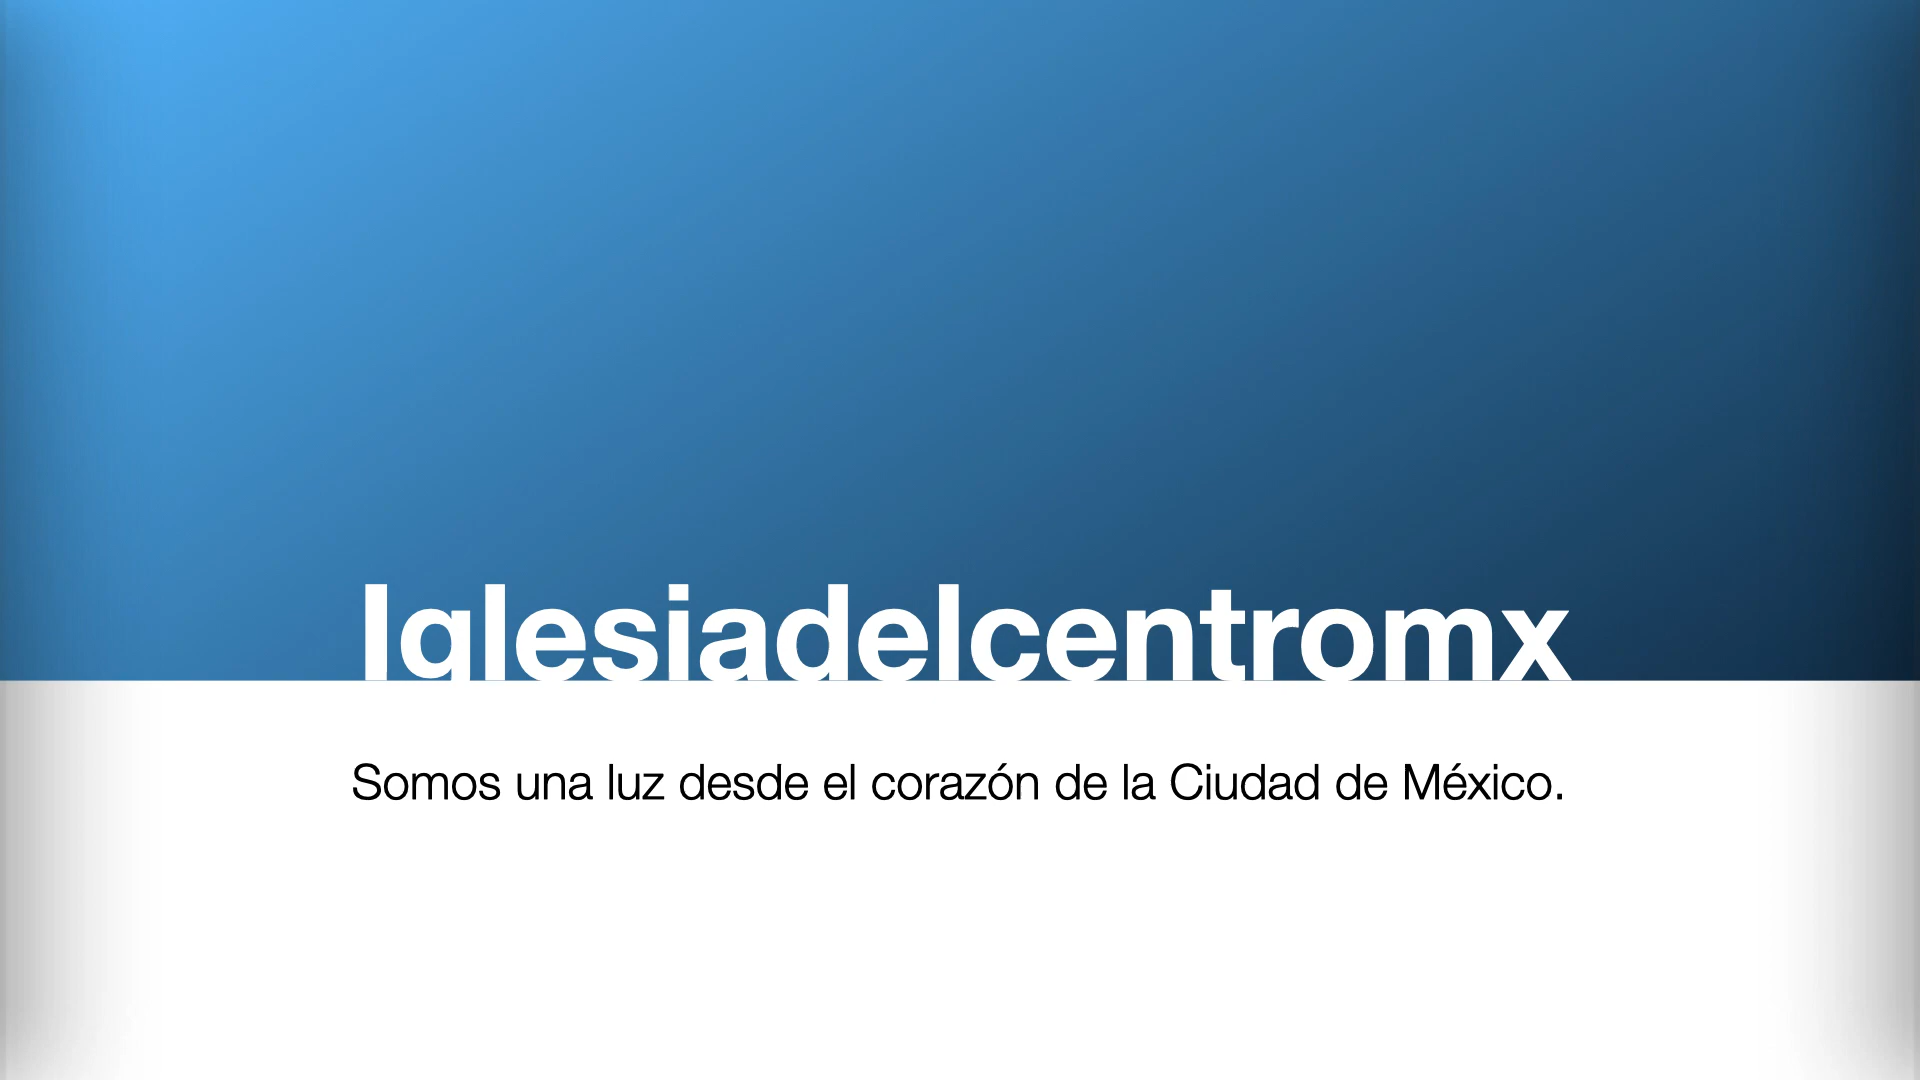 Iglesiadelcentromx
Somos una luz desde el corazón de la Ciudad de México.